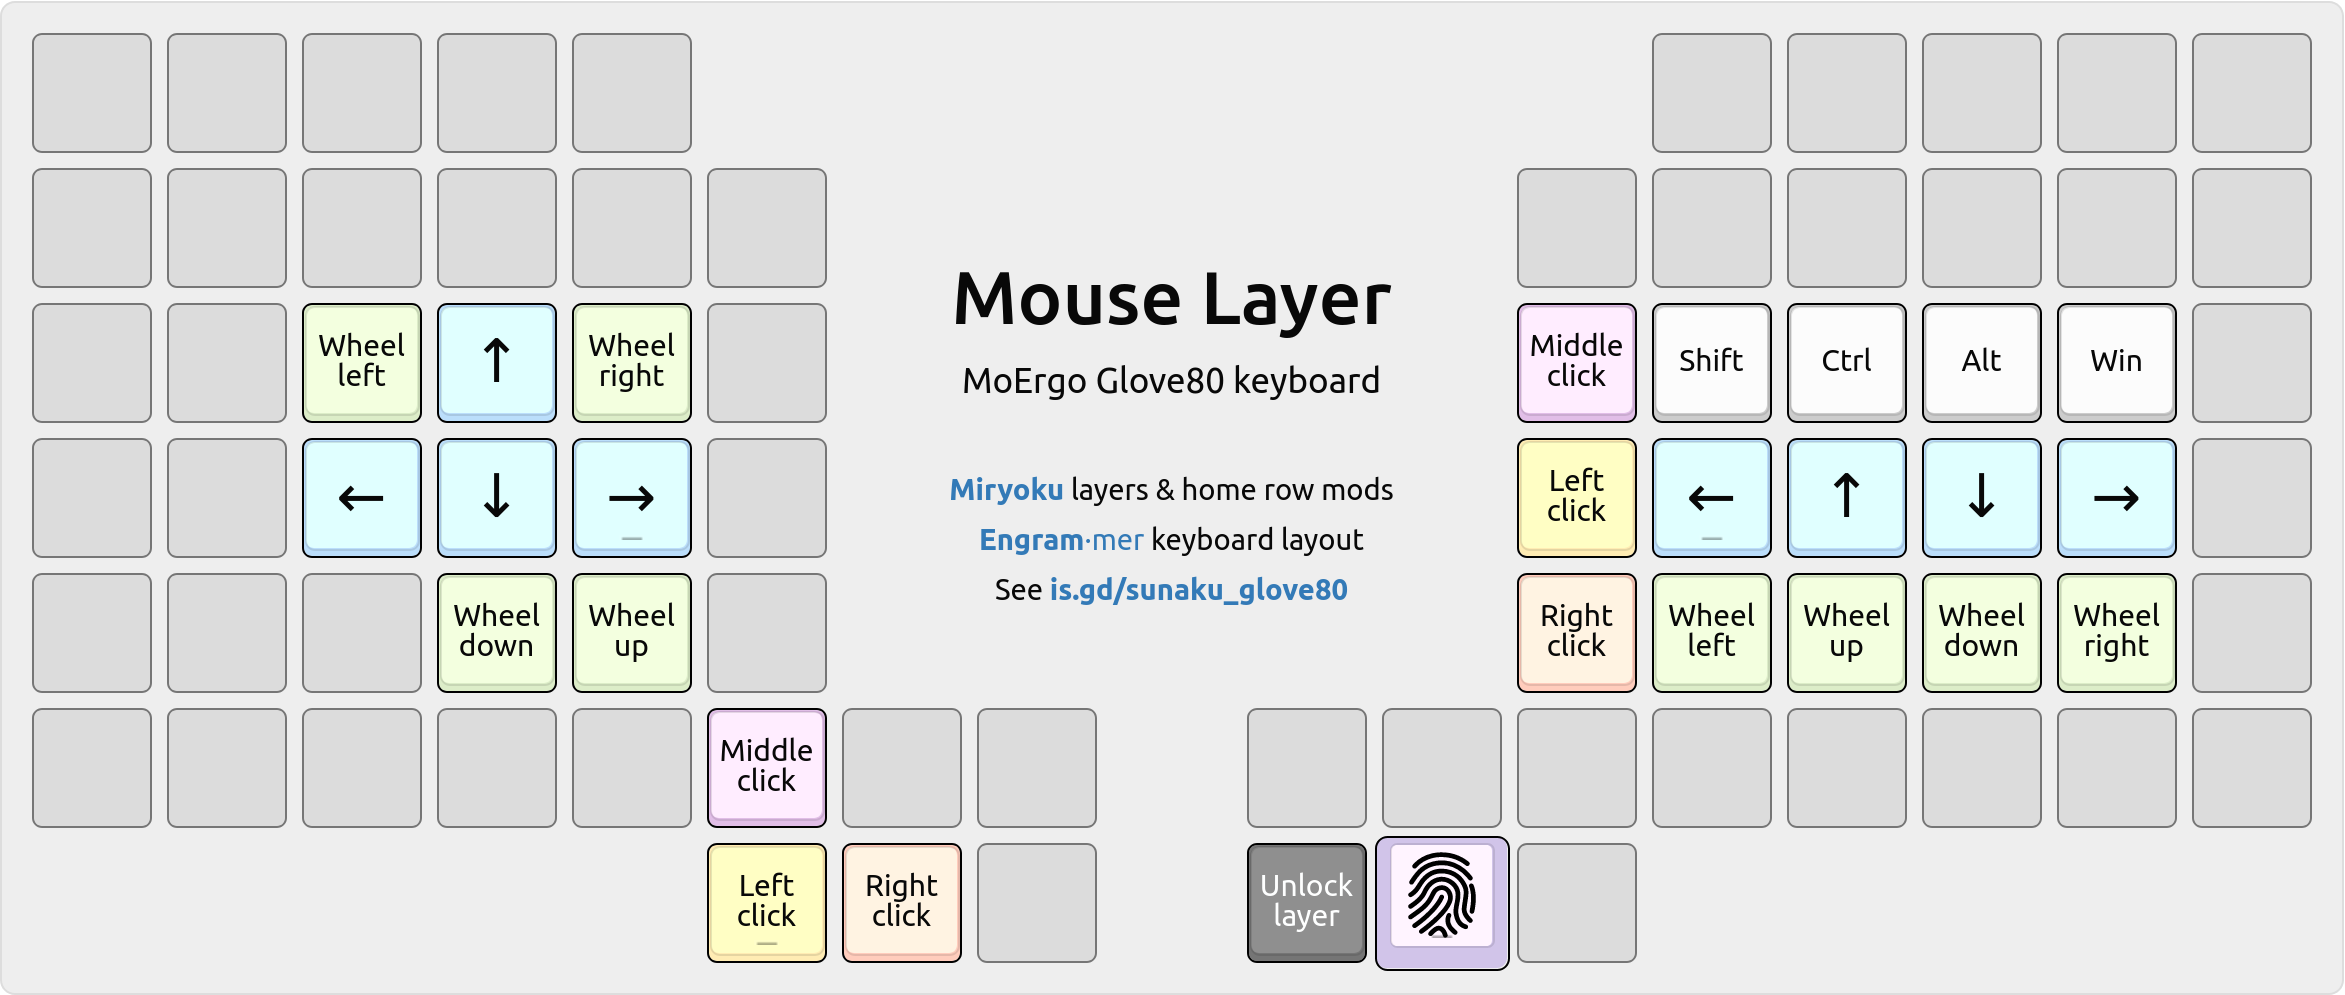 Mouse Layer
MoErgo Glove80 keyboard
Miryoku layers & home row mods
Engram·mer keyboard layout
See is.gd/sunaku_glove80
Wheel
left
↑
Wheel
right
Middle
click
Shift
Ctrl
Alt
Win
←
↓
→
Left
click
←
↑
↓
→
Wheel
down
Wheel
up
Right
click
Wheel
left
Wheel
up
Wheel
down
Wheel
right
Middle
click
Left
click
Right
click
Unlock
layer